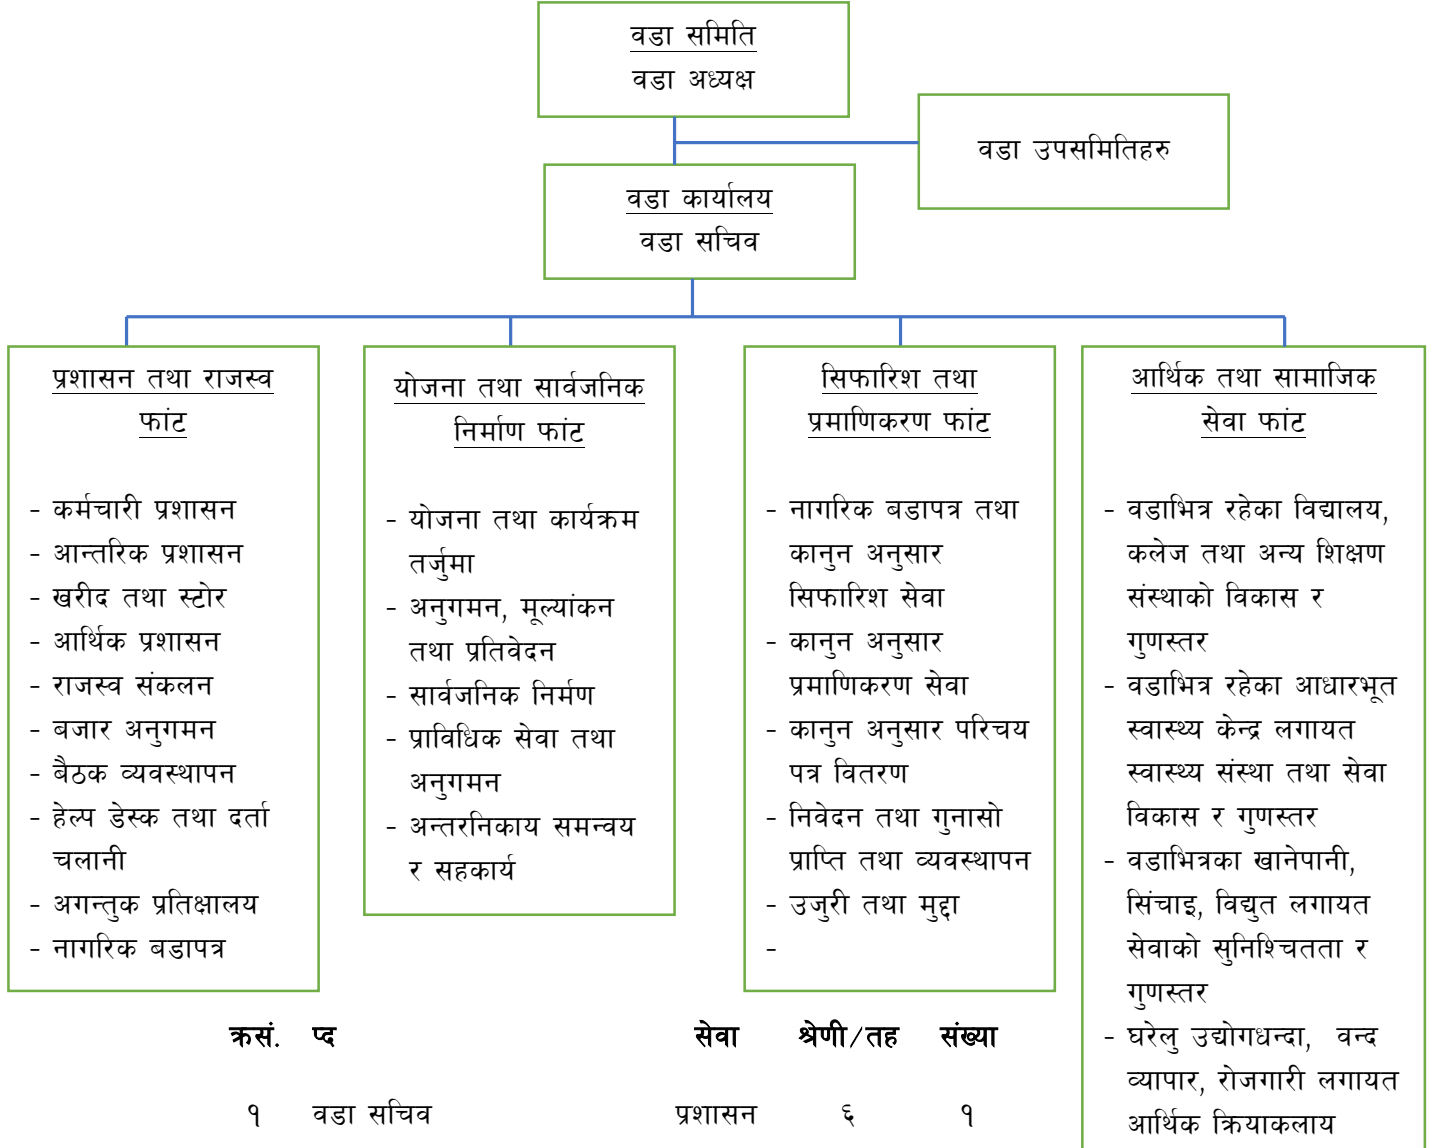 वडा समिति
वडा अध्यक्ष
वडा उपसमितिहरु
वडा कार्यालय
वडा सचिव
प्रशासन तथा राजस्व
फांट
- कर्मचारी प्रशासन
- आन्तरिक प्रशासन
- खरीद तथा स्टोर
- आर्थिक प्रशासन
- राजस्व संकलन
- बजार अनुगमन
- बैठक व्यवस्थापन
- हेल्प डेस्क तथा दर्ता
चलानी
- अगन्तुक प्रतिक्षालय
- नागरिक बडापत्र
योजना तथा सार्वजनिक
निर्माण फांट
- योजना तथा कार्यक्रम
तर्जुमा
- अनुगमन, मूल्यांकन
तथा प्रतिवेदन
- सार्वजनिक निर्मण
- प्राविधिक सेवा तथा
अनुगमन
- अन्तरनिकाय समन्वय
र सहकार्य
सिफारिश तथा
प्रमाणिकरण फांट
- नागरिक बडापत्र तथा
कानुन अनुसार
सिफारिश सेवा
- कानुन अनुसार
प्रमाणिकरण सेवा
- कानुन अनुसार परिचय
पत्र वितरण
- निवेदन तथा गुनासो
प्राप्ति तथा व्यवस्थापन
- उजुरी तथा मुद्दा
-
आर्थिक तथा सामाजिक
सेवा फांट
- वडाभित्र रहेका विद्यालय,
कलेज तथा अन्य शिक्षण
संस्थाको विकास र
गुणस्तर
- वडाभित्र रहेका आधारभूत
स्वास्थ्य केन्द्र लगायत
स्वास्थ्य संस्था तथा सेवा
विकास र गुणस्तर
- वडाभित्रका खानेपानी,
सिंचाइ, विद्युत लगायत
सेवाको सुनिश्चितता र
गुणस्तर
- घरेलु उद्योगधन्दा, वन्द
व्यापार, रोजगारी लगायत
आर्थिक क्रियाकलाय
क्रसं. प्द सेवा श्रेणी/तह संख्या
१ वडा सचिव प्रशासन ६ १